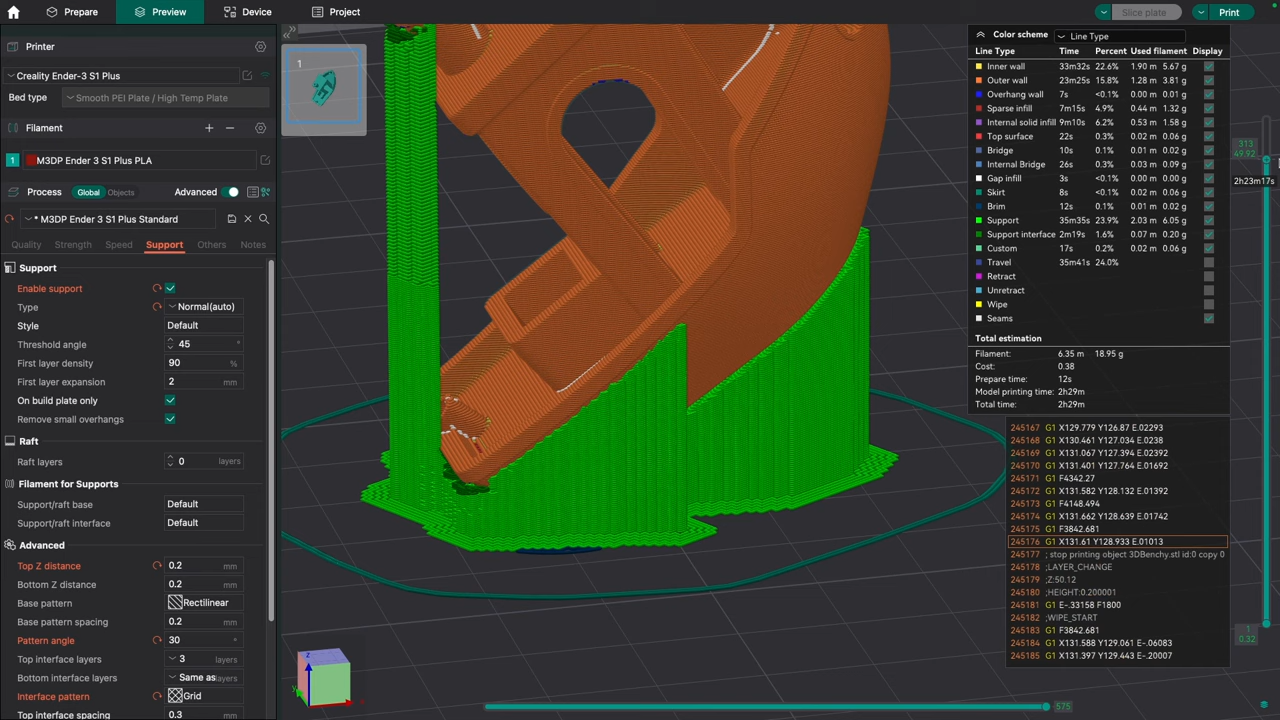 Prepare Preview Device Project Slice plate Print
Printer
Creality Ender-3 S1 Plus
Bed type Smooth PEI Plate / High Temp Plate
Filament
1 M3DP Ender 3 S1 Plus PLA
Process Global Objects Advanced
* M3DP Ender 3 S1 Plus Standard
Quality Strength Speed Support Others Notes
Support
Enable support
Type Normal(auto)
Style Default
Threshold angle 45 °
First layer density 90 %
First layer expansion 2 mm
On build plate only
Remove small overhangs
Raft
Raft layers 0 layers
Filament for Supports
Support/raft base Default
Support/raft interface Default
Advanced
Top Z distance 0.2 mm
Bottom Z distance 0.2 mm
Base pattern Rectilinear
Base pattern spacing 0.2 mm
Pattern angle 30 °
Top interface layers 3 layers
Bottom interface layers Same as layers
Interface pattern Grid
Top interface spacing 0.3 mm
1
z
y
x
Color scheme Line Type
Line Type Time Percent Used filament Display
Inner wall 33m32s 22.6% 1.90 m 5.67 g
Outer wall 23m25s 15.8% 1.28 m 3.81 g
Overhang wall 7s <0.1% 0.00 m 0.01 g
Sparse infill 7m15s 4.9% 0.44 m 1.32 g
Internal solid infill 9m10s 6.2% 0.53 m 1.58 g
Top surface 22s 0.3% 0.02 m 0.06 g
Bridge 10s 0.1% 0.01 m 0.02 g
Internal Bridge 26s 0.3% 0.03 m 0.09 g
Gap infill 3s <0.1% 0.00 m 0.00 g
Skirt 8s <0.1% 0.02 m 0.06 g
Brim 12s 0.1% 0.01 m 0.02 g
Support 35m35s 23.9% 2.03 m 6.05 g
Support interface 2m19s 1.6% 0.07 m 0.20 g
Custom 17s 0.2% 0.02 m 0.06 g
Travel 35m41s 24.0%
Retract
Unretract
Wipe
Seams
Total estimation
Filament: 6.35 m 18.95 g
Cost: 0.38
Prepare time: 12s
Model printing time: 2h29m
Total time: 2h29m
245167 G1 X129.779 Y126.87 E.02293
245168 G1 X130.461 Y127.034 E.0238
245169 G1 X131.067 Y127.394 E.02392
245170 G1 X131.401 Y127.764 E.01692
245171 G1 F4342.27
245172 G1 X131.582 Y128.132 E.01392
245173 G1 F4148.494
245174 G1 X131.662 Y128.639 E.01742
245175 G1 F3842.681
245176 G1 X131.61 Y128.933 E.01013
245177 ; stop printing object 3DBenchy.stl id:0 copy 0
245178 ;LAYER_CHANGE
245179 ;Z:50.12
245180 ;HEIGHT:0.200001
245181 G1 E-.33158 F1800
245182 ;WIPE_START
245183 G1 F3842.681
245184 G1 X131.588 Y129.061 E-.06083
245185 G1 X131.397 Y129.443 E-.20007
313
49.92
2h23m17s
1
0.32
575